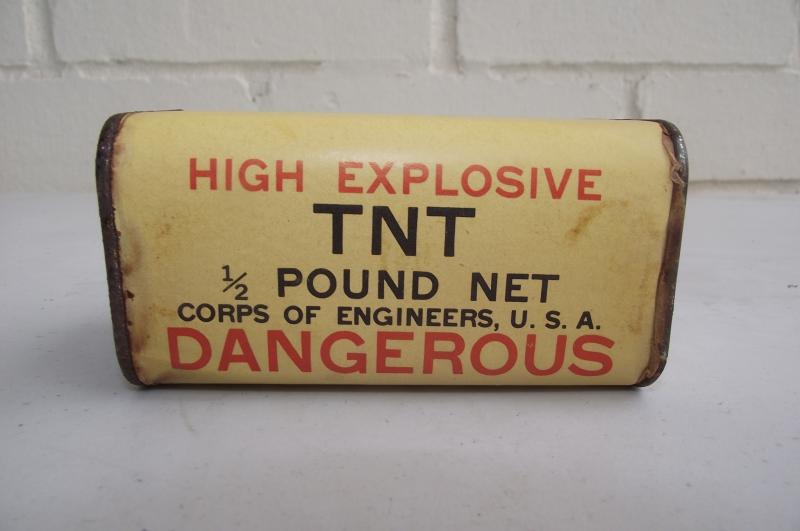 HIGH EXPLOSIVE
TNT
½ POUND NET
CORPS OF ENGINEERS, U. S. A.
DANGEROUS